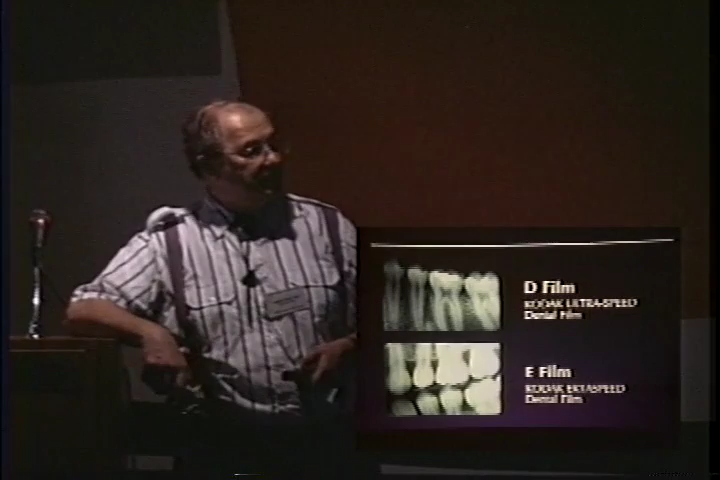 D Film
KODAK ULTRA-SPEED
Dental Film
E Film
KODAK EKTASPEED
Dental Film